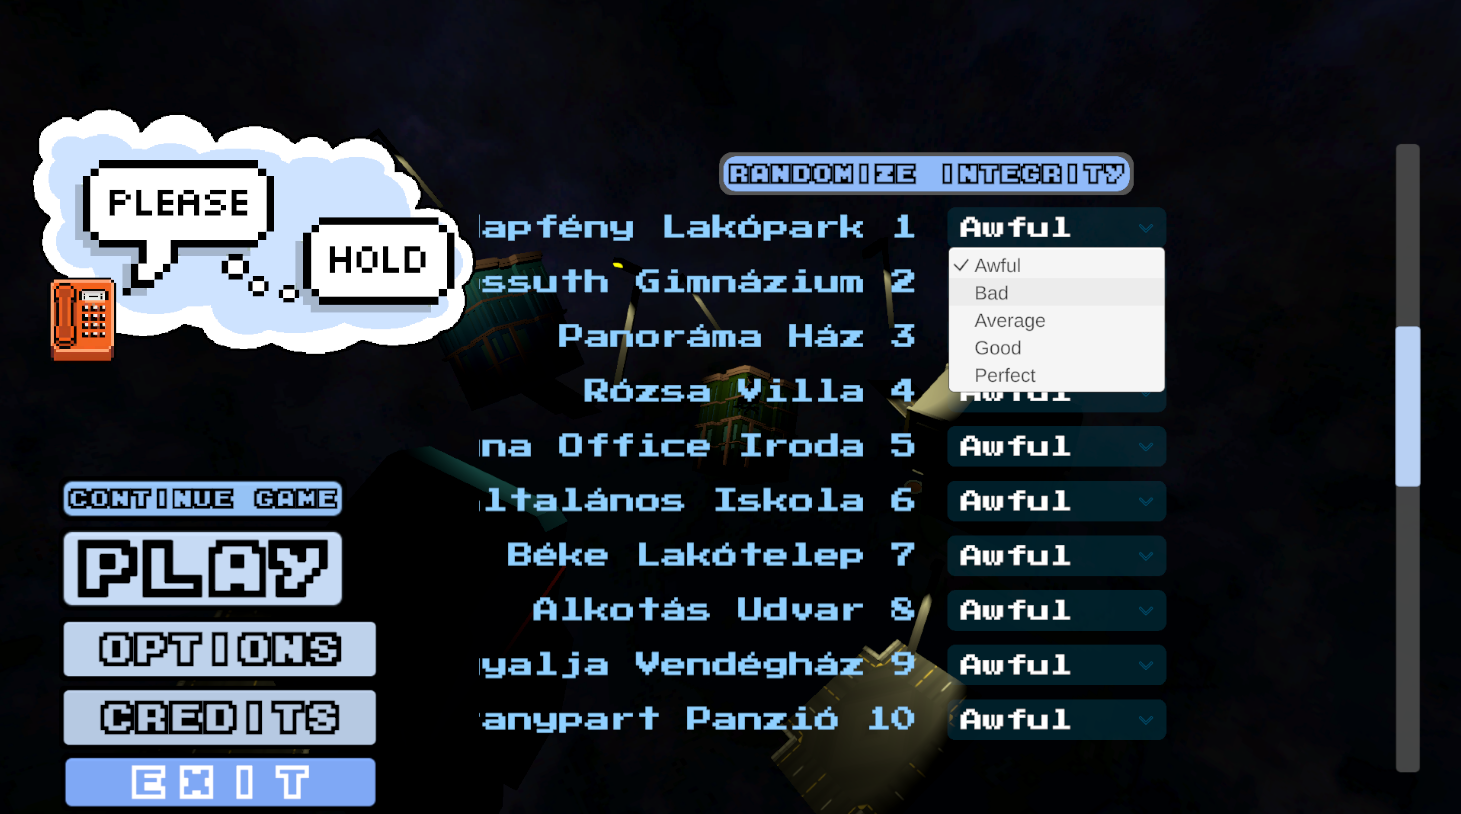 PLEASE
HOLD
RANDOMIZE INTEGRITY
apfény Lakópark 1 Awful
Awful
Bad
Average
Good
Perfect
ssuth Gimnázium 2
Panoráma Ház 3
Rózsa Villa 4 Awful
na Office Iroda 5 Awful
ltalános Iskola 6 Awful
Béke Lakótelep 7 Awful
Alkotás Udvar 8 Awful
yalja Vendégház 9 Awful
anypart Panzió 10 Awful
CONTINUE GAME
PLAY
OPTIONS
CREDITS
EXIT